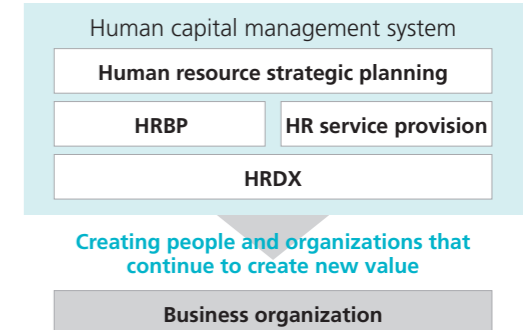 Human capital management system
Human resource strategic planning
HRBP
HR service provision
HRDX
Creating people and organizations that
continue to create new value
Business organization